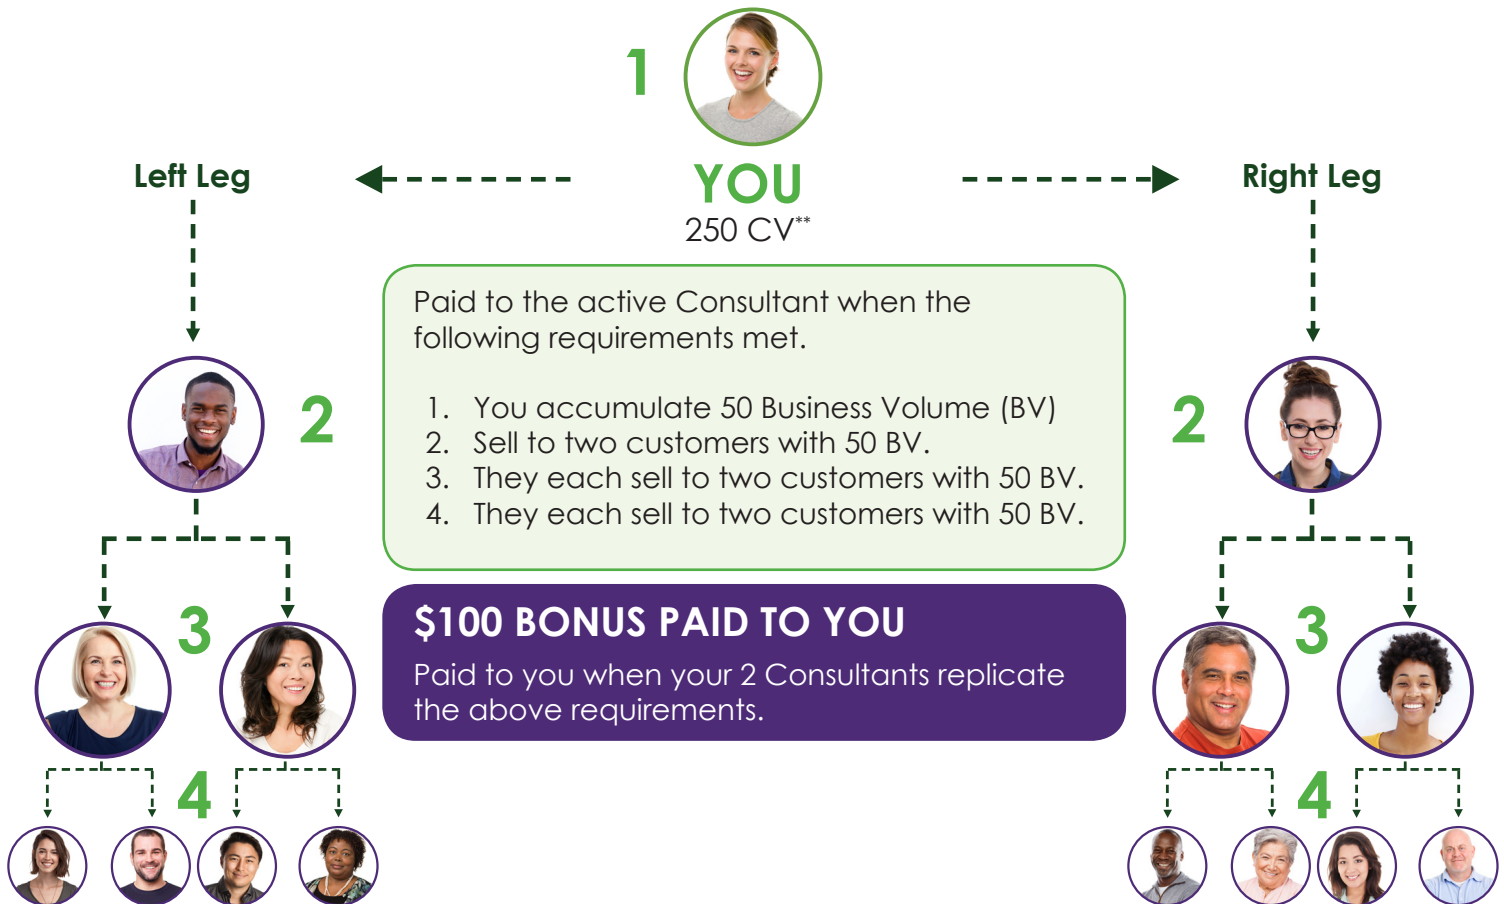 1
YOU
250 CV**
Left Leg
Right Leg
Paid to the active Consultant when the
following requirements met.
1. You accumulate 50 Business Volume (BV)
2. Sell to two customers with 50 BV.
3. They each sell to two customers with 50 BV.
4. They each sell to two customers with 50 BV.
2
2
$100 BONUS PAID TO YOU
Paid to you when your 2 Consultants replicate
the above requirements.
3
3
4
4